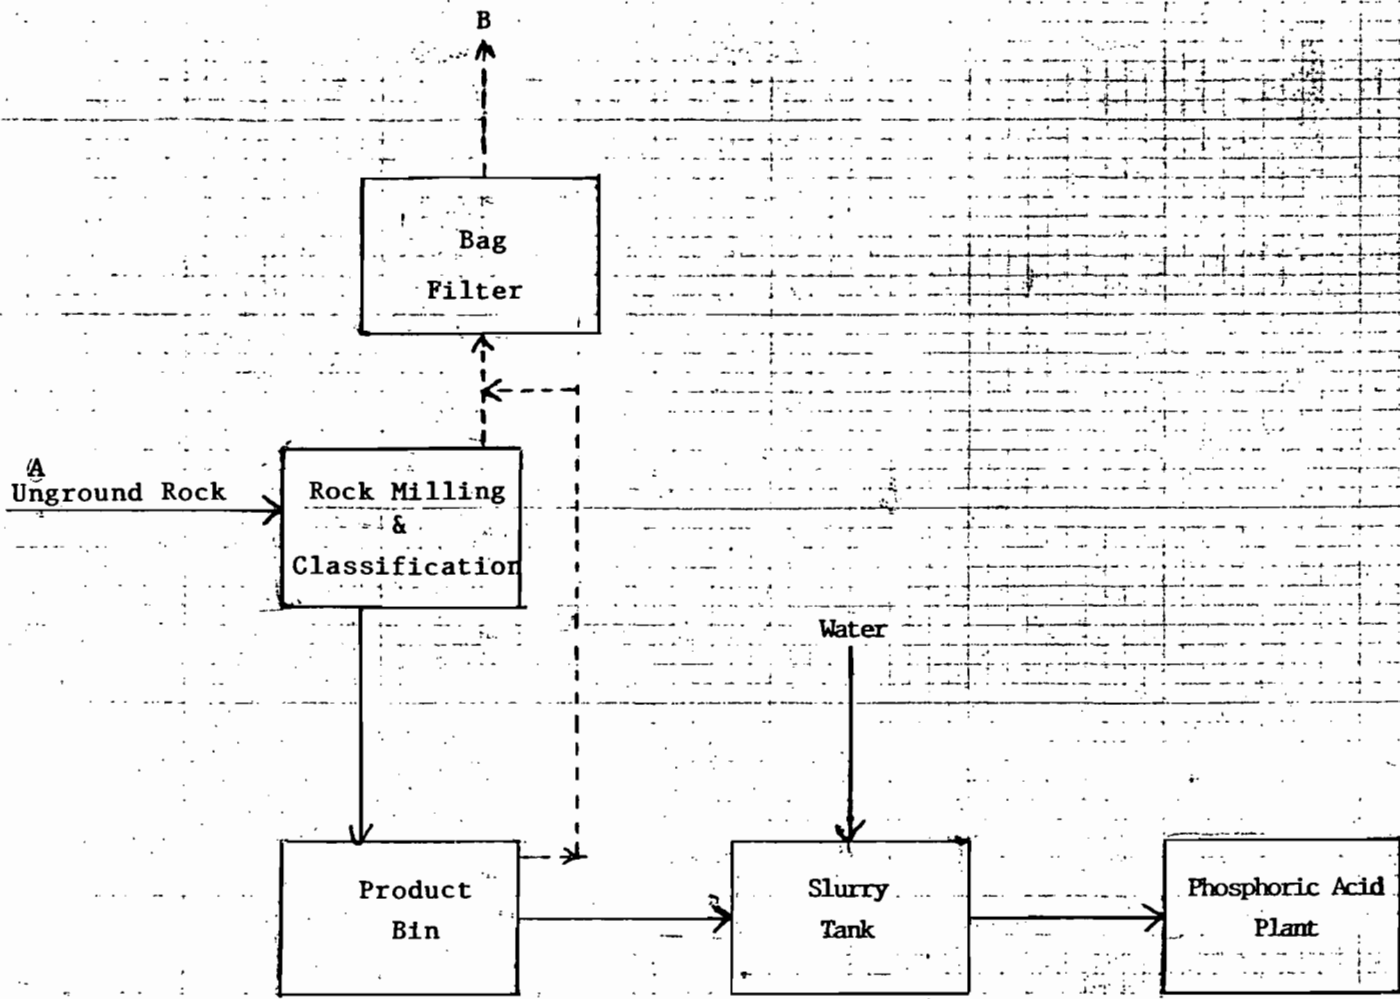 B
Bag
Filter
A
Unground Rock
Rock Milling
&
Classification
Water
Product
Bin
Slurry
Tank
Phosphoric Acid
Plant